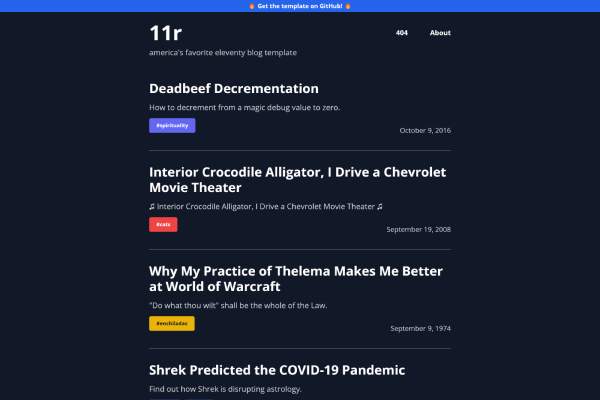 🔥 Get the template on GitHub! 🔥
11r
404 About
america's favorite eleventy blog template
Deadbeef Decrementation
How to decrement from a magic debug value to zero.
#spirituality
October 9, 2016
Interior Crocodile Alligator, I Drive a Chevrolet
Movie Theater
♫ Interior Crocodile Alligator, I Drive a Chevrolet Movie Theater ♫
#cats
September 19, 2008
Why My Practice of Thelema Makes Me Better
at World of Warcraft
"Do what thou wilt" shall be the whole of the Law.
#enchiladas
September 9, 1974
Shrek Predicted the COVID-19 Pandemic
Find out how Shrek is disrupting astrology.